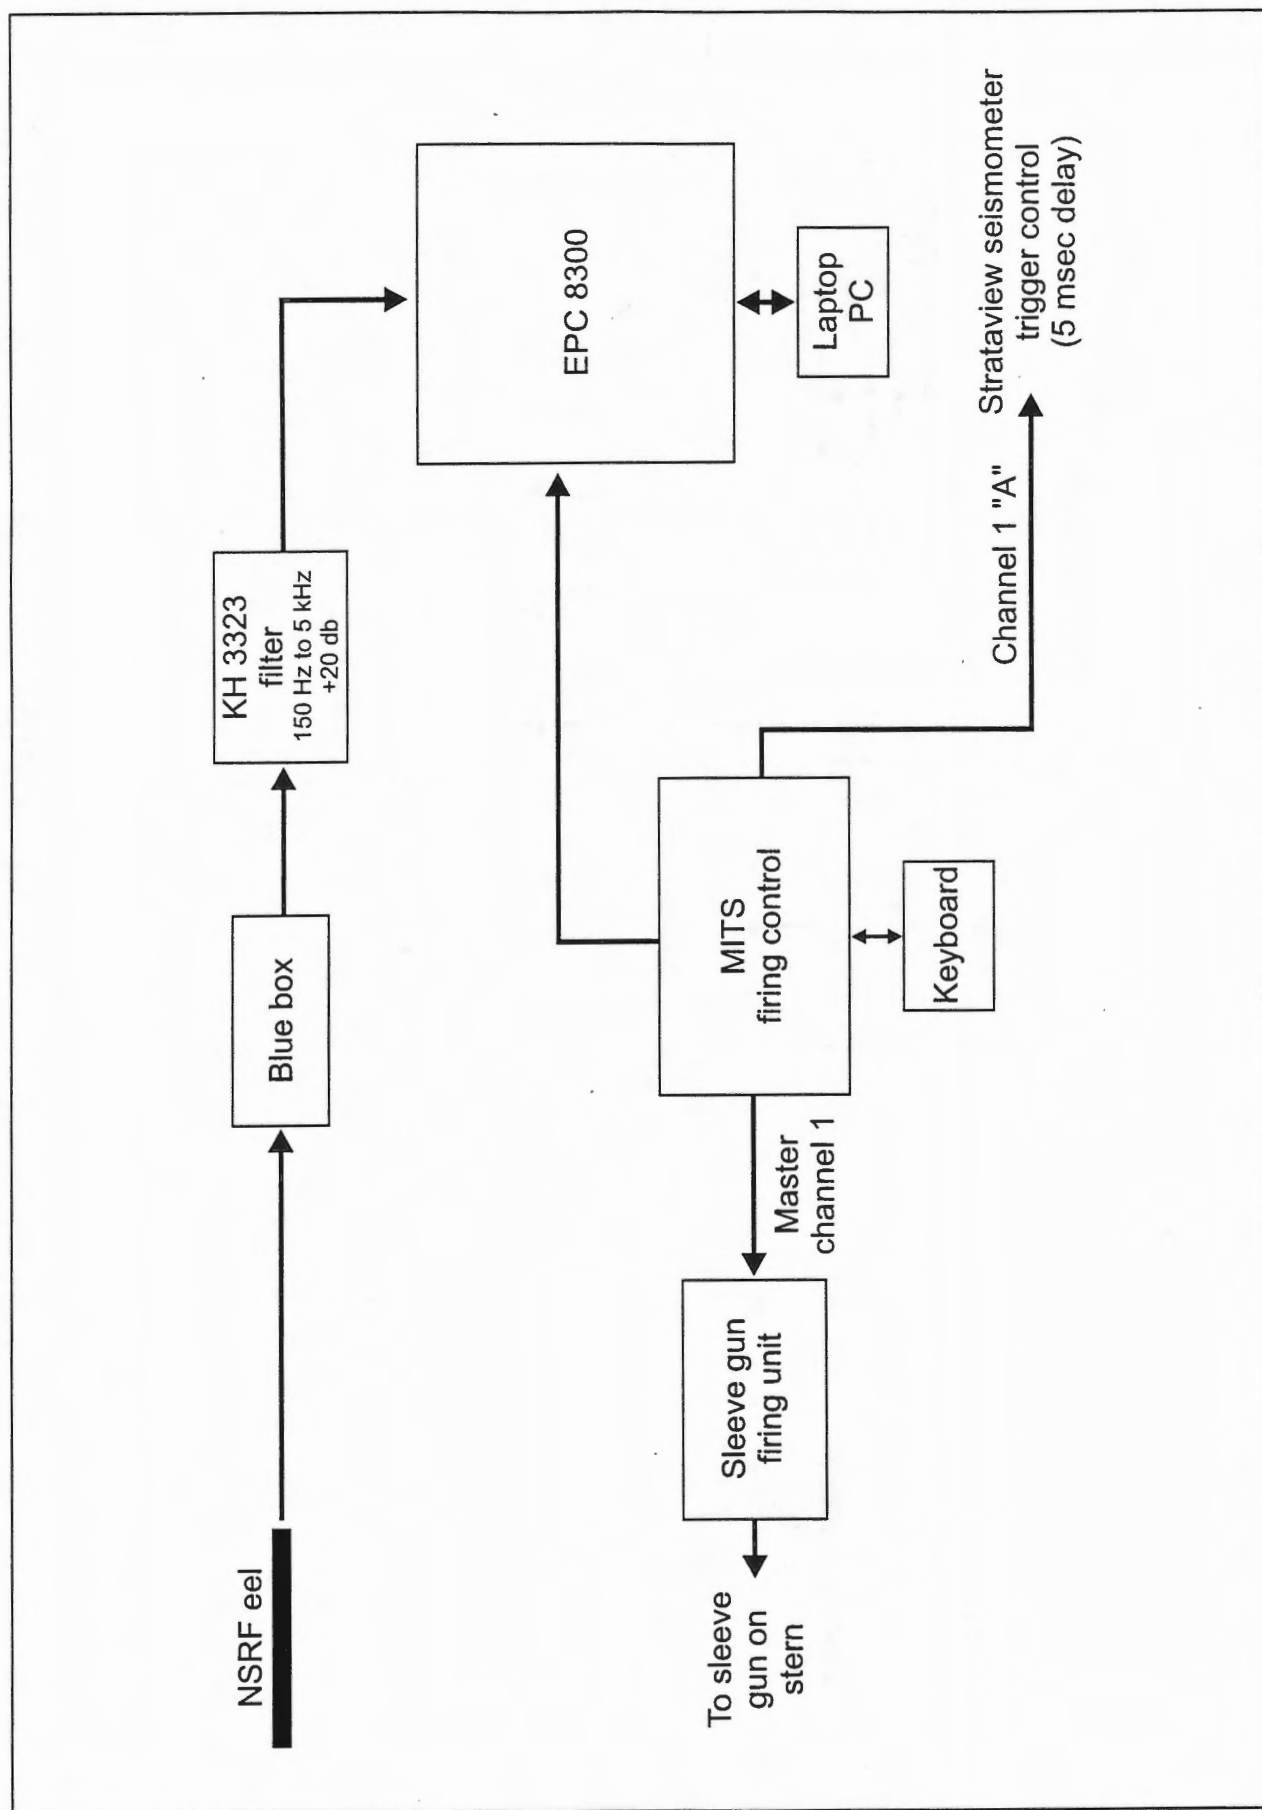 NSRF eel
Blue box
KH 3323
filter
150 Hz to 5 kHz
+20 db
EPC 8300
Laptop
PC
To sleeve
gun on
stern
Sleeve gun
firing unit
Master
channel 1
MITS
firing control
Keyboard
Channel 1 "A"
Strataview seismometer
trigger control
(5 msec delay)